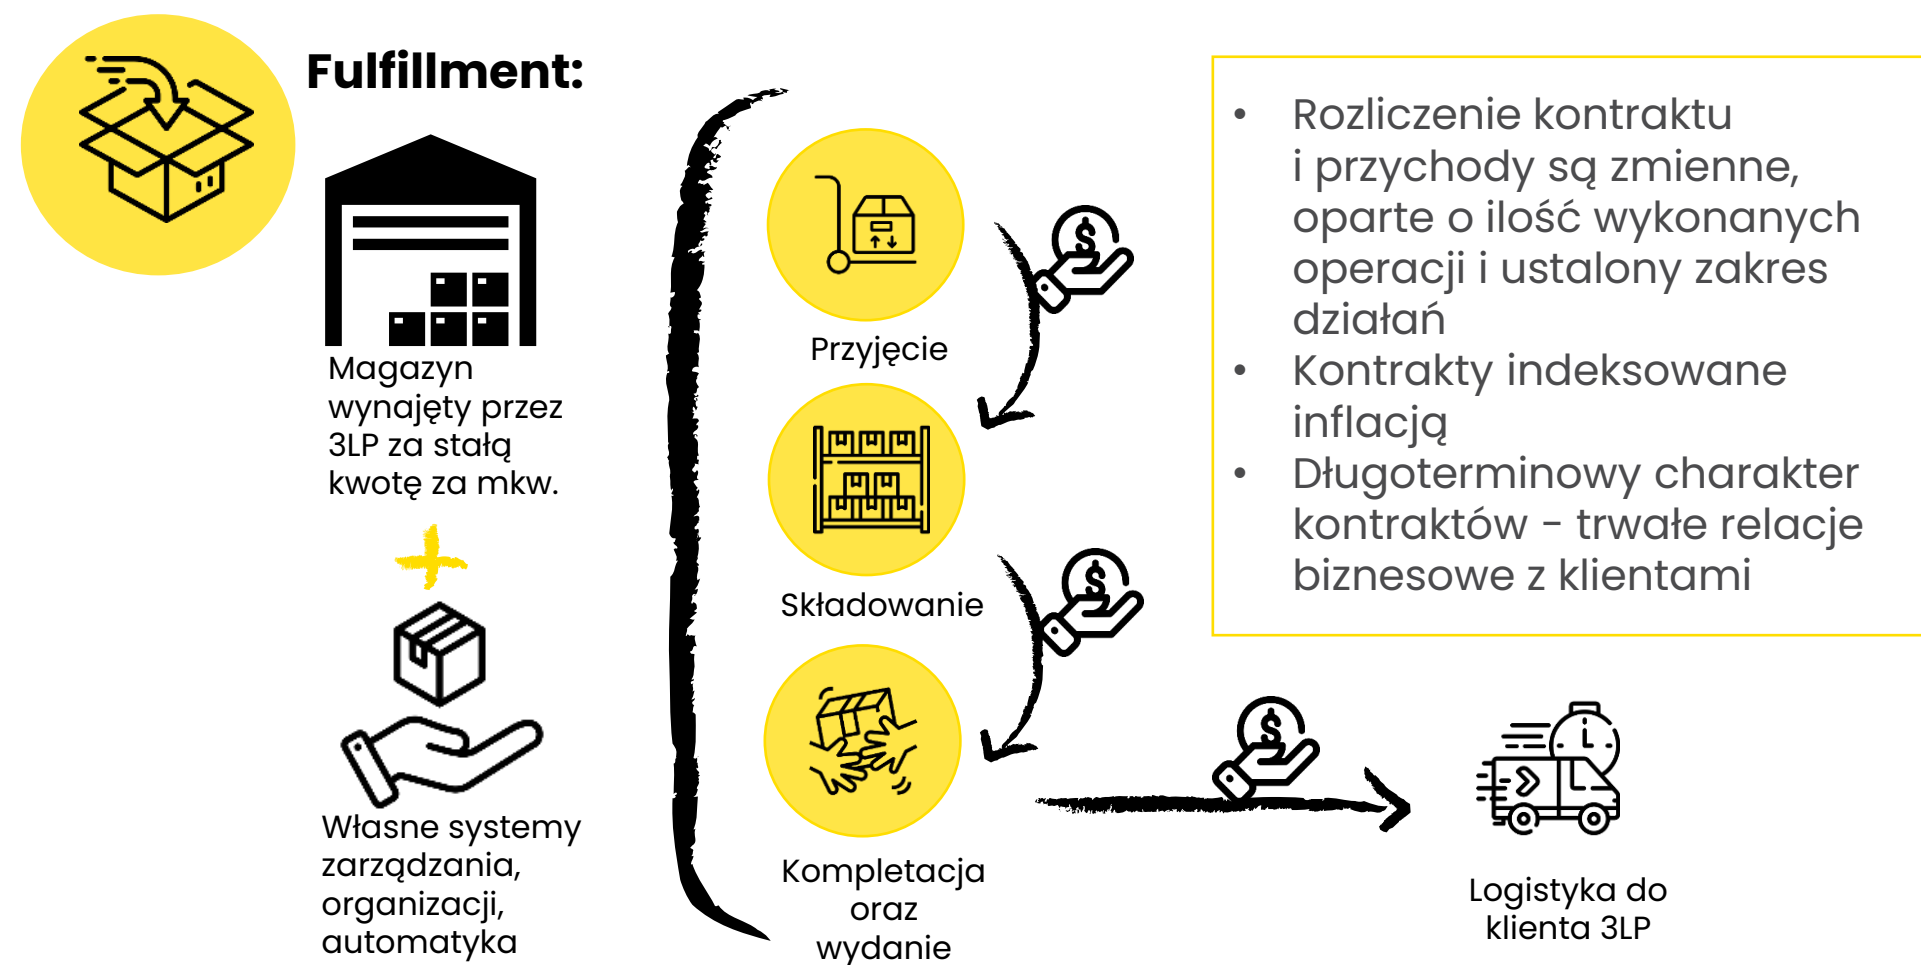 Fulfillment:
Magazyn
wynajęty przez
3LP za stałą
kwotę za mkw.
Własne systemy
zarządzania,
organizacji,
automatyka
Przyjęcie
Składowanie
Kompletacja
oraz
wydanie
• Rozliczenie kontraktu
i przychody są zmienne,
oparte o ilość wykonanych
operacji i ustalony zakres
działań
• Kontrakty indeksowane
inflacją
• Długoterminowy charakter
kontraktów - trwałe relacje
biznesowe z klientami
Logistyka do
klienta 3LP